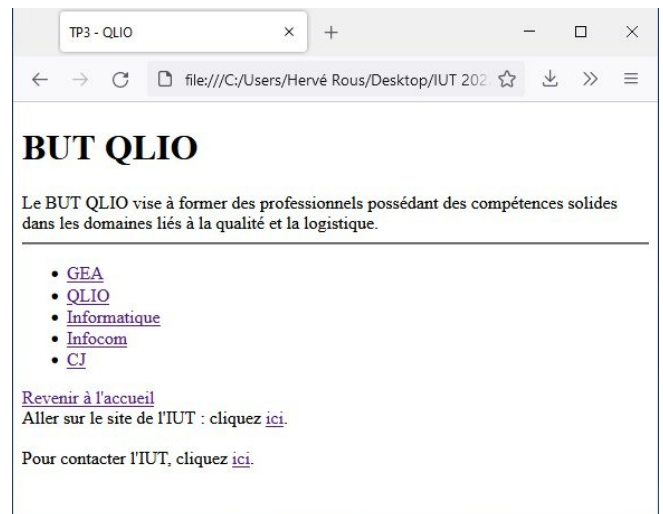 TP3 - QLIO
file:///C:/Users/Hervé Rous/Desktop/IUT 202
BUT QLIO
Le BUT QLIO vise à former des professionnels possédant des compétences solides
dans les domaines liés à la qualité et la logistique.
GEA
QLIO
Informatique
Infocom
CJ
Revenir à l'accueil
Aller sur le site de l'IUT : cliquez ici.
Pour contacter l'IUT, cliquez ici.